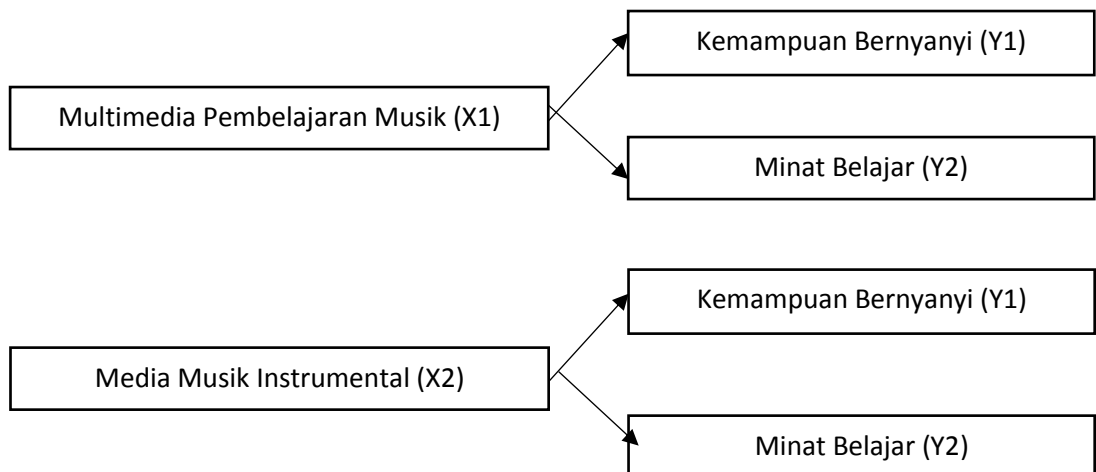 Kemampuan Bernyanyi (Y1)
Multimedia Pembelajaran Musik (X1)
Minat Belajar (Y2)
Kemampuan Bernyanyi (Y1)
Media Musik Instrumental (X2)
Minat Belajar (Y2)